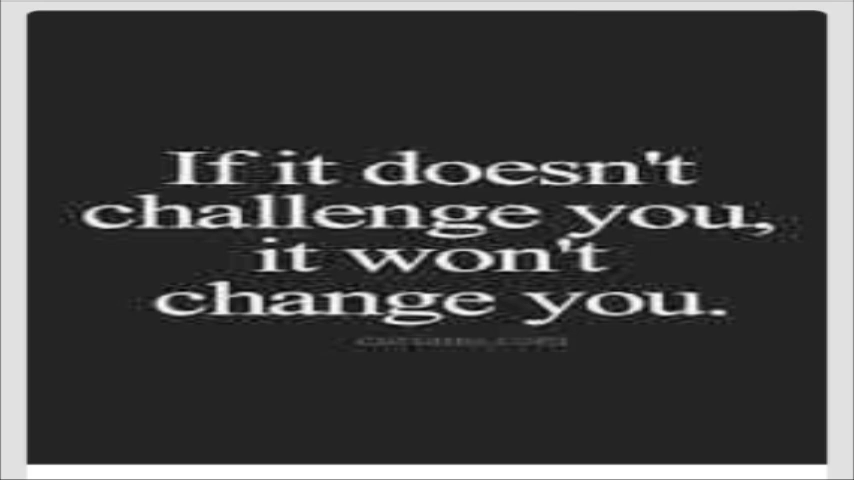 If it doesn't
challenge you,
it won't
change you.